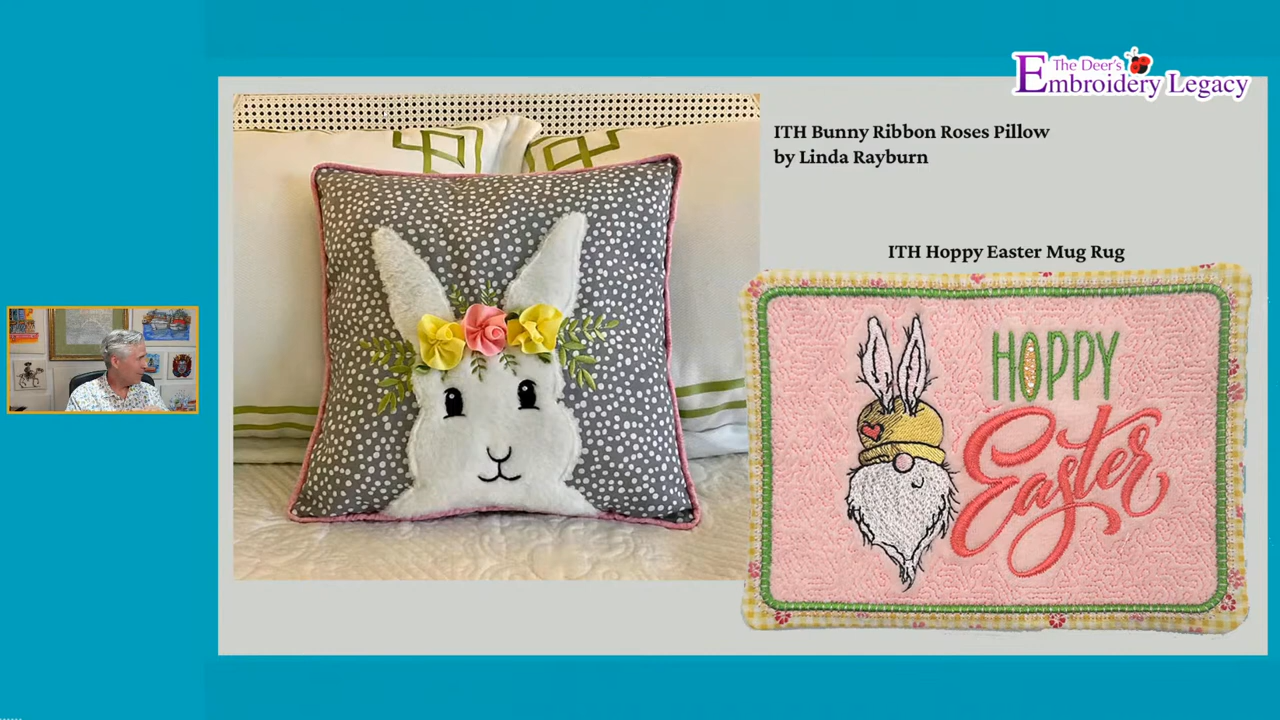 The Deer's
Embroidery Legacy
ITH Bunny Ribbon Roses Pillow
by Linda Rayburn
ITH Hoppy Easter Mug Rug
HOPPY
Easter